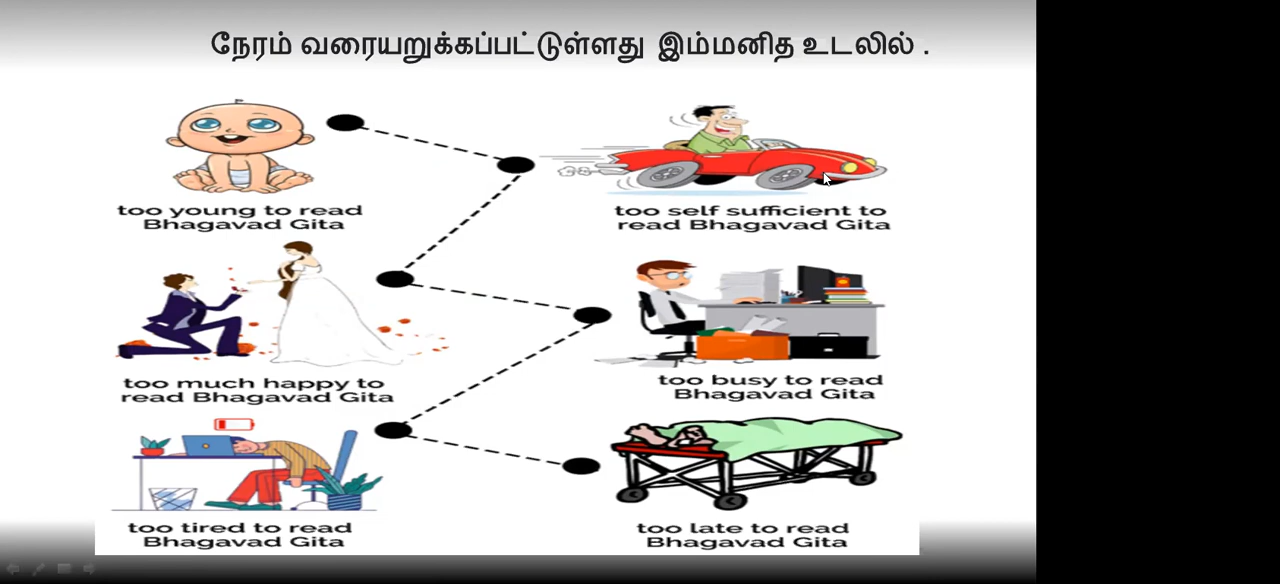 நேரம் வரையறுக்கப்பட்டுள்ளது இம்மனித உடலில் .
too young to read
Bhagavad Gita
too self sufficient to
read Bhagavad Gita
too much happy to
read Bhagavad Gita
too busy to read
Bhagavad Gita
too tired to read
Bhagavad Gita
too late to read
Bhagavad Gita